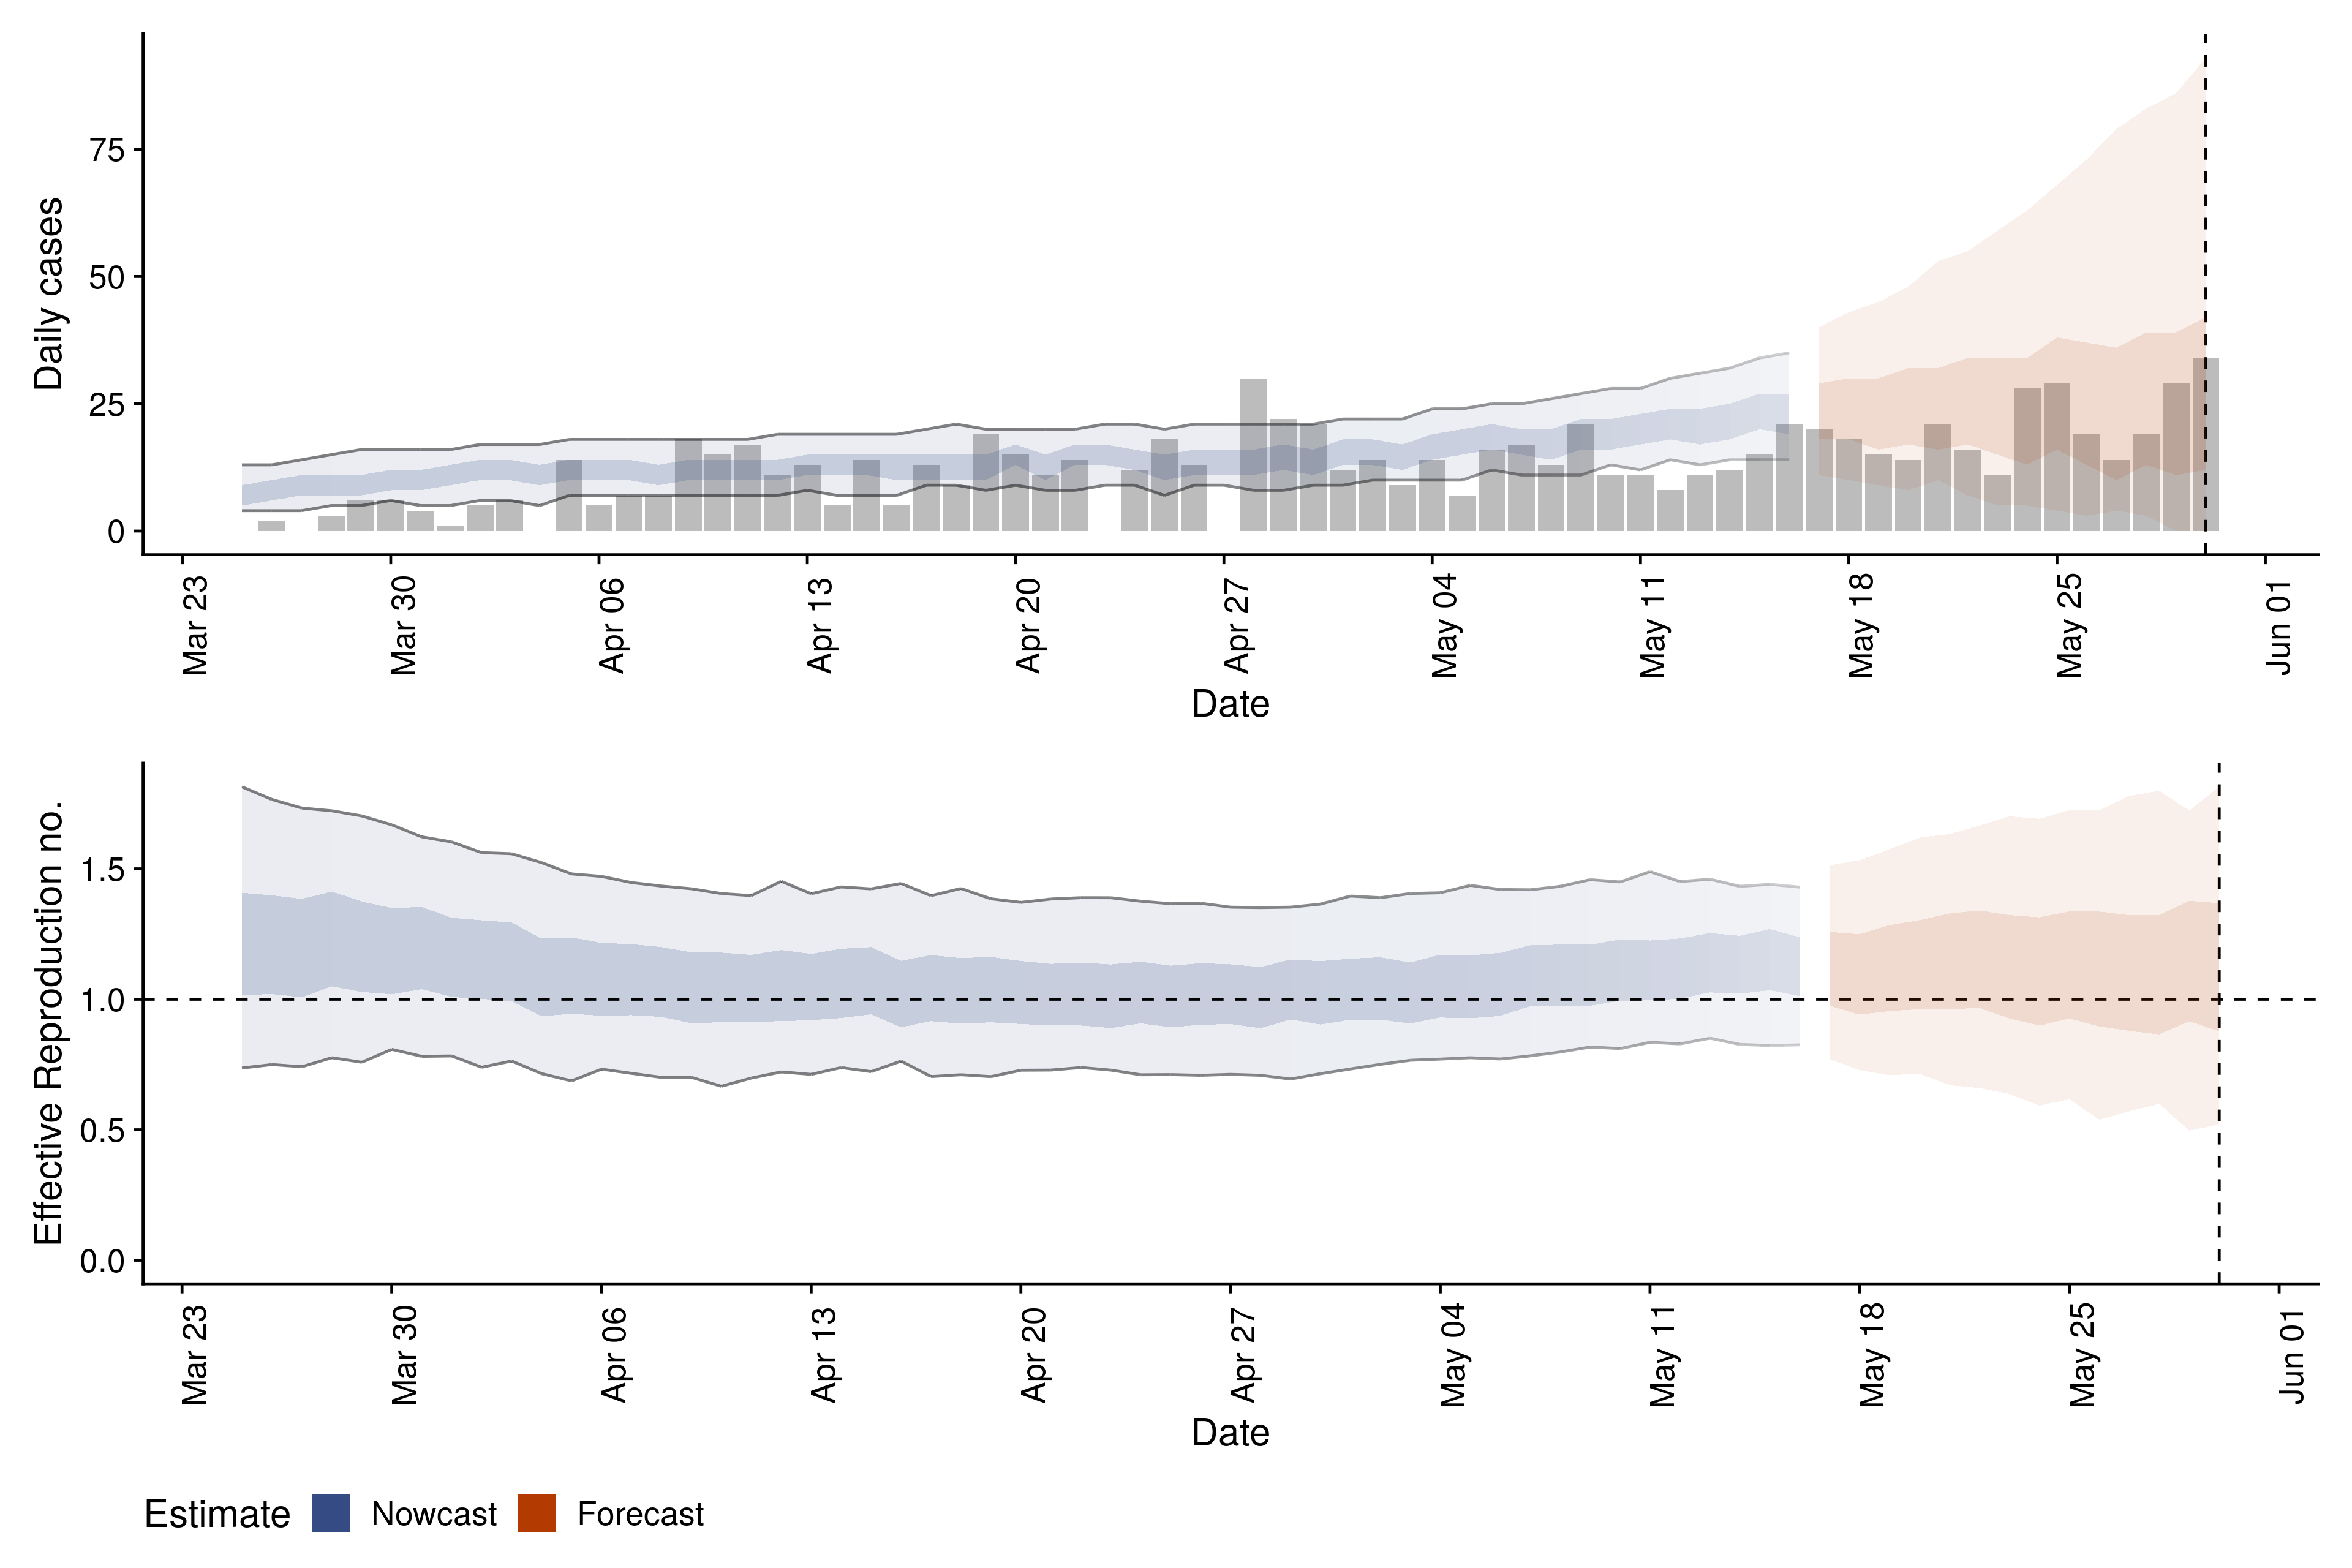 Daily cases
75
50
25
0
Mar 23
Mar 30
Apr 06
Apr 13
Apr 20
Apr 27
May 04
May 11
May 18
May 25
Jun 01
Date
Effective Reproduction no.
1.5
1.0
0.5
0.0
Mar 23
Mar 30
Apr 06
Apr 13
Apr 20
Apr 27
May 04
May 11
May 18
May 25
Jun 01
Date
Estimate Nowcast Forecast